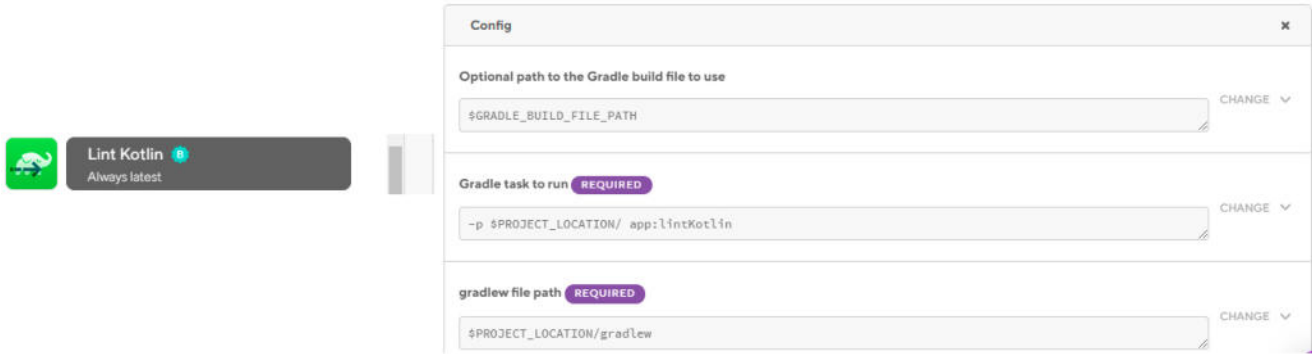 Lint Kotlin B
Always latest
Config ×
Optional path to the Gradle build file to use
$GRADLE_BUILD_FILE_PATH
CHANGE
Gradle task to run REQUIRED
-p $PROJECT_LOCATION/ app:lintKotlin
CHANGE
gradlew file path REQUIRED
$PROJECT_LOCATION/gradlew
CHANGE